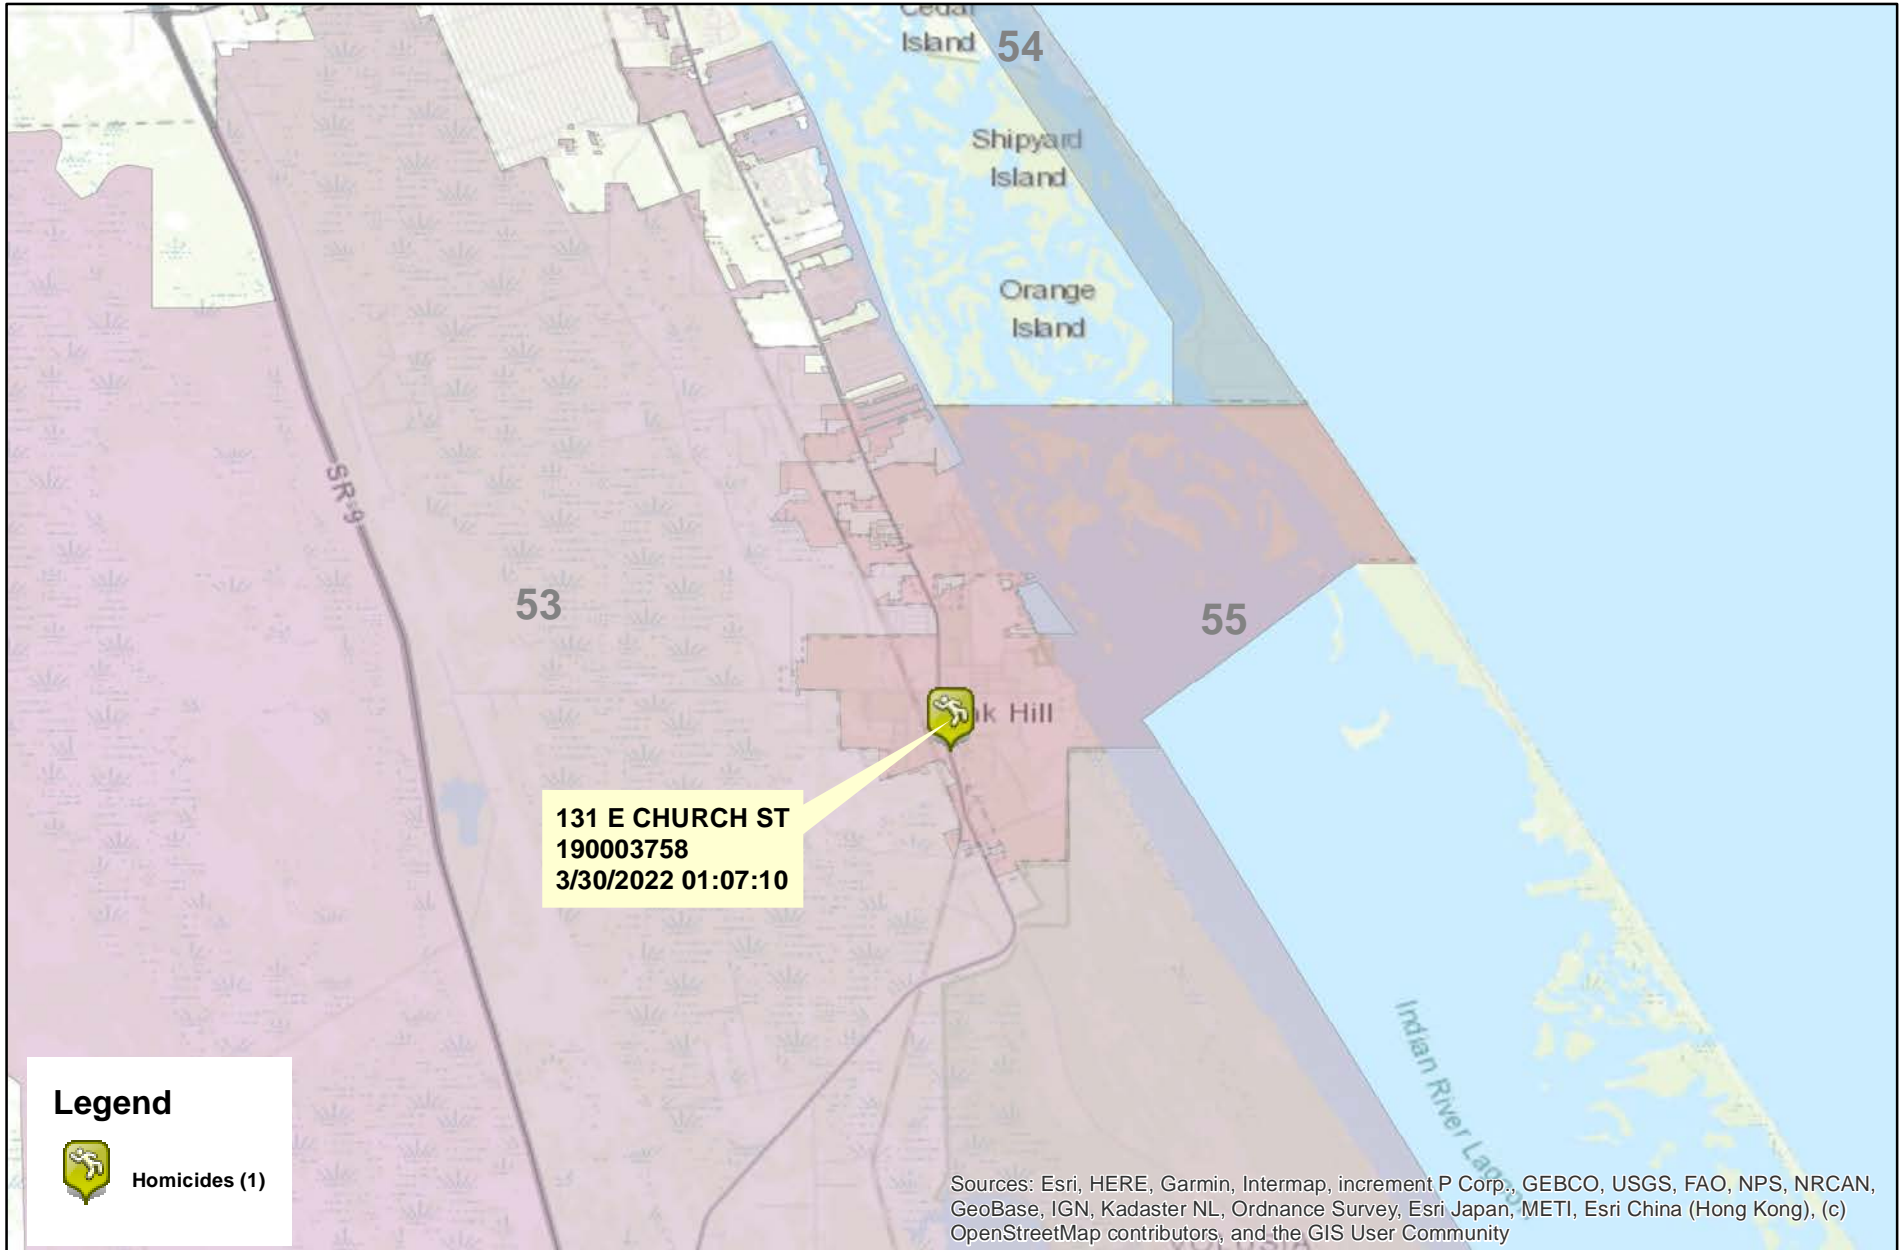 Cedar
Island
54
Shipyard
Island
Orange
Island
SR 9
53
55
k Hill
131 E CHURCH ST
190003758
3/30/2022 01:07:10
Indian River Lagoon
Legend
Homicides (1)
Sources: Esri, HERE, Garmin, Intermap, increment P Corp., GEBCO, USGS, FAO, NPS, NRCAN,
GeoBase, IGN, Kadaster NL, Ordnance Survey, Esri Japan, METI, Esri China (Hong Kong), (c)
OpenStreetMap contributors, and the GIS User Community
VOLUSIA